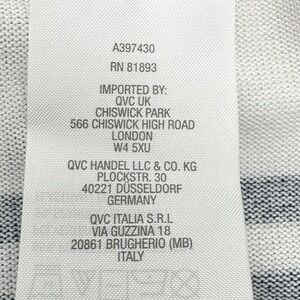 A397430
RN 81893
IMPORTED BY:
QVC UK
CHISWICK PARK
566 CHISWICK HIGH ROAD
LONDON
W4 5XU
QVC HANDEL LLC & CO. KG
PLOCKSTR. 30
40221 DÜSSELDORF
GERMANY
QVC ITALIA S.R.L
VIA GUZZINA 18
20861 BRUGHERIO (MB)
ITALY